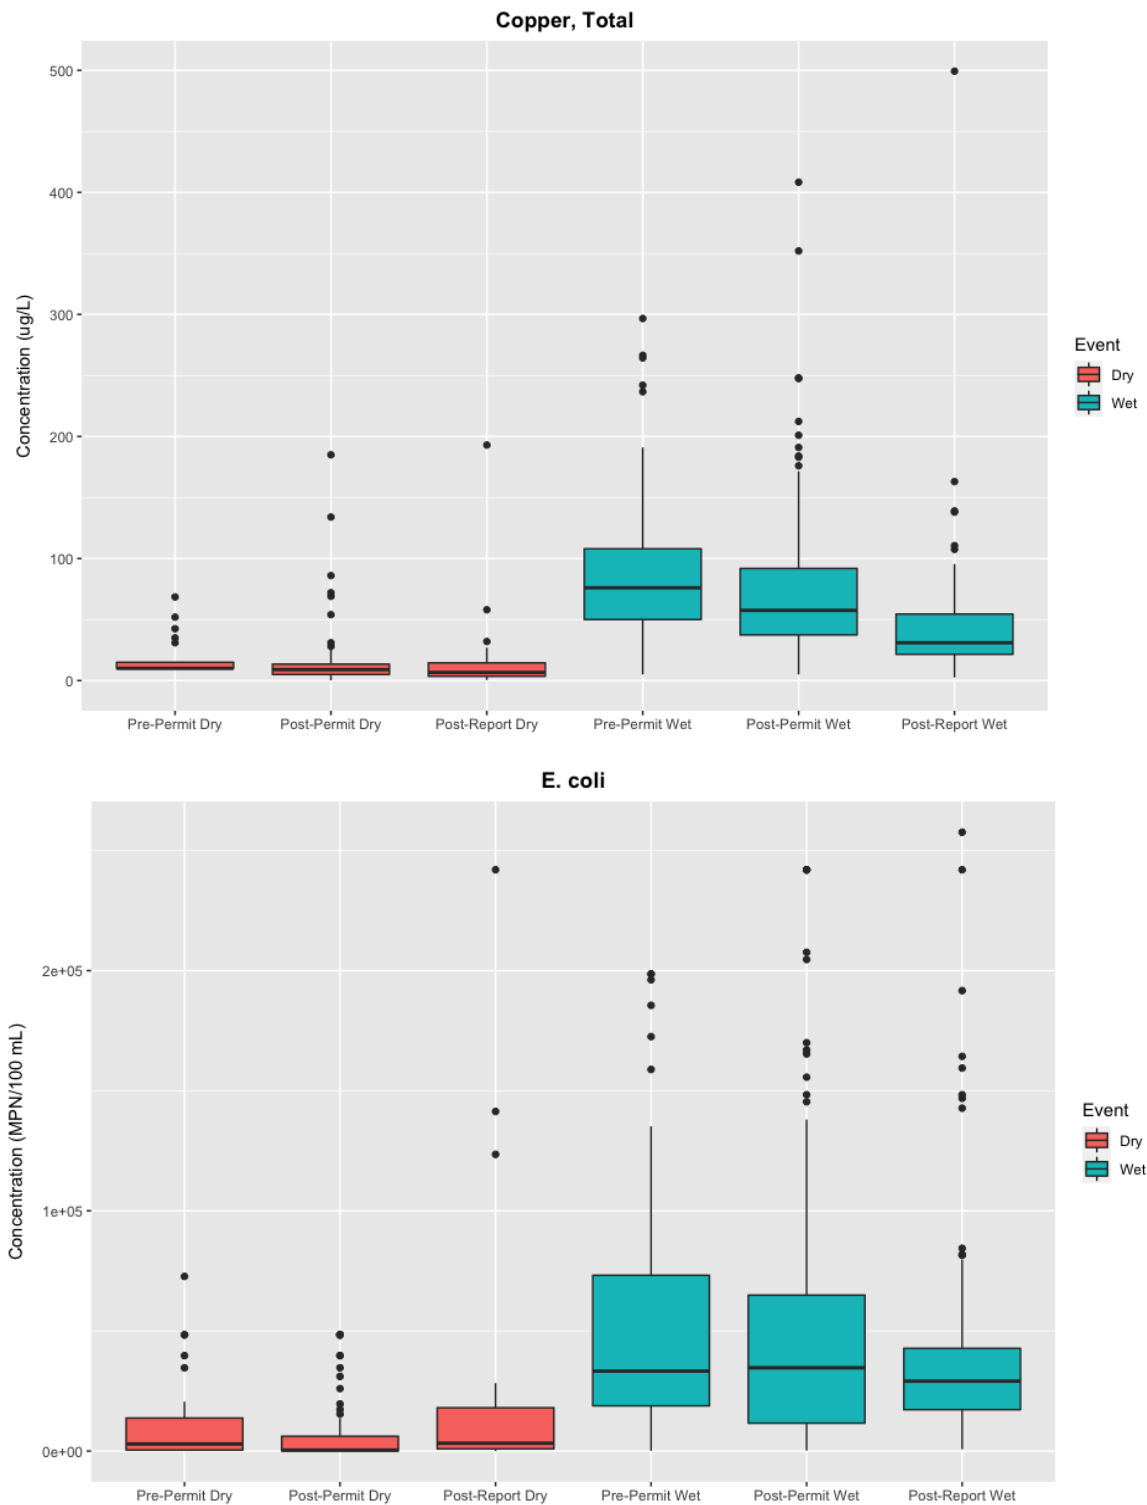 Copper, Total
Concentration (ug/L)
500
400
300
200
100
0
Pre-Permit Dry Post-Permit Dry Post-Report Dry Pre-Permit Wet Post-Permit Wet Post-Report Wet
Event
Dry
Wet
E. coli
Concentration (MPN/100 mL)
2e+05
1e+05
0e+00
Pre-Permit Dry Post-Permit Dry Post-Report Dry Pre-Permit Wet Post-Permit Wet Post-Report Wet
Event
Dry
Wet